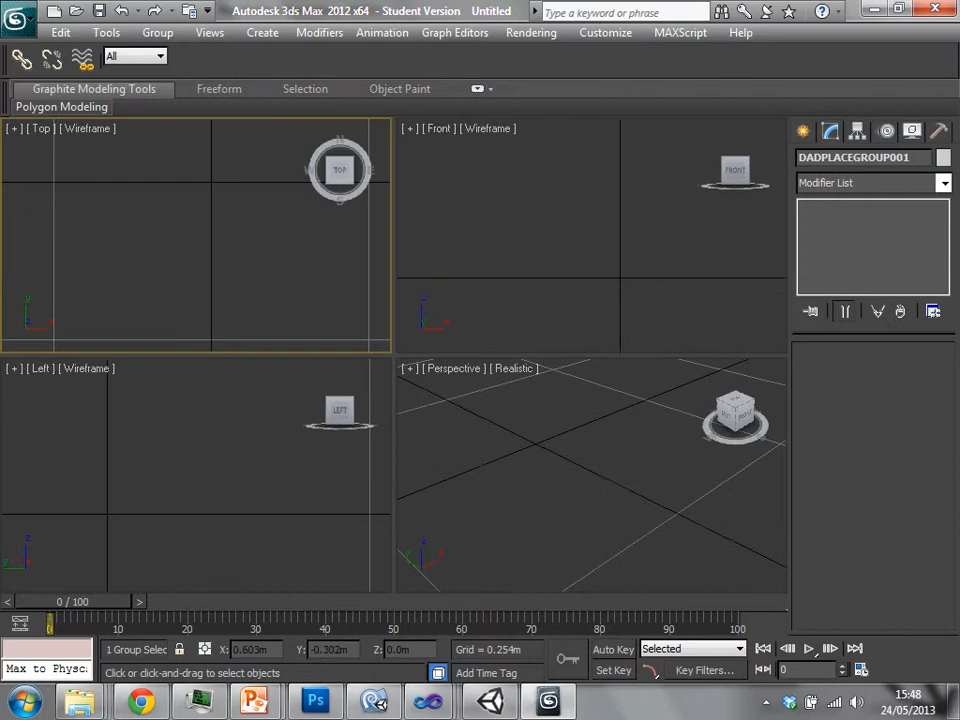 Autodesk 3ds Max 2012 x64 - Student Version Untitled
Type a keyword or phrase
Edit Tools Group Views Create Modifiers Animation Graph Editors Rendering Customize MAXScript Help
All
Graphite Modeling Tools Freeform Selection Object Paint
Polygon Modeling
[ + ] [ Top ] [ Wireframe ]
[ + ] [ Front ] [ Wireframe ]
N
W TOP E
S
FRONT
DADPLACEGROUP001
Modifier List
[ + ] [ Left ] [ Wireframe ]
[ + ] [ Perspective ] [ Realistic ]
LEFT
0 / 100
0 10 20 30 40 50 60 70 80 90 100
1 Group Selec X: 0.603m Y: -0.302m Z: 0.0m Grid = 0.254m Auto Key Selected
Max to Physc: Click or click-and-drag to select objects Add Time Tag Set Key Key Filters... 0
15:48
24/05/2013